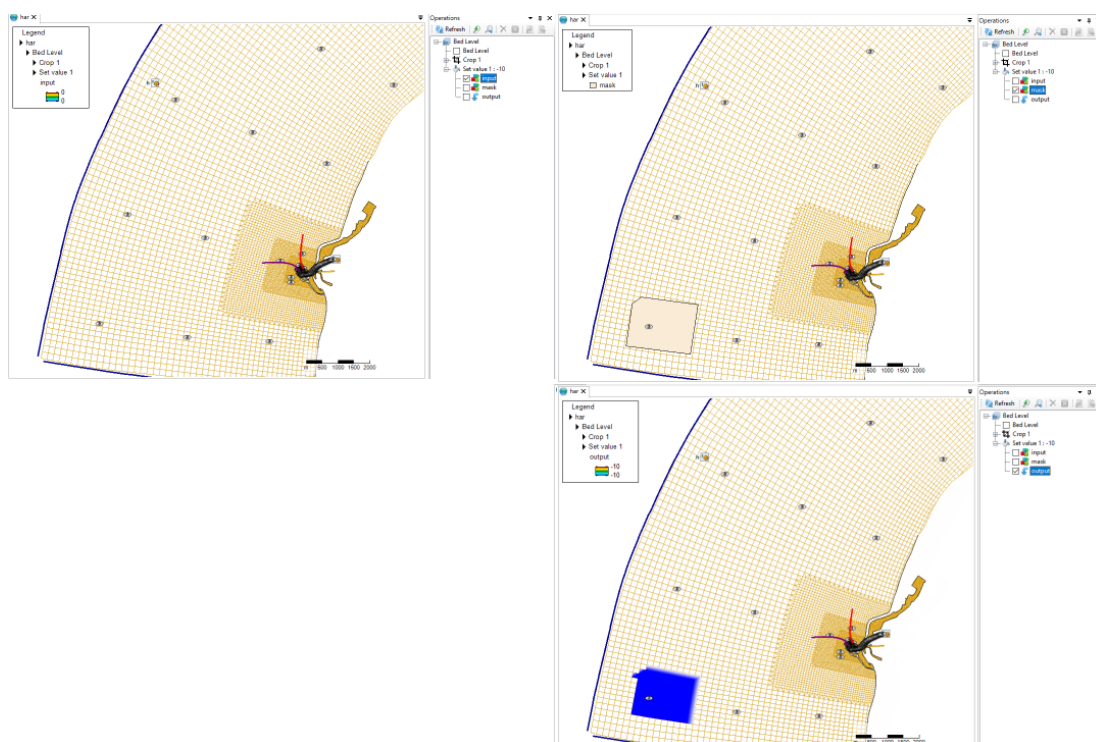 har
Legend
har
Bed Level
Crop 1
Set value 1
input
0
0
500 1000 1500 2000
Operations
Refresh
Bed Level
Bed Level
Crop 1
Set value 1 : -10
input
mask
output
har
Legend
har
Bed Level
Crop 1
Set value 1
mask
500 1000 1500 2000
Operations
Refresh
Bed Level
Bed Level
Crop 1
Set value 1 : -10
input
mask
output
har
Legend
har
Bed Level
Crop 1
Set value 1
output
-10
-10
500 1000 1500 2000
Operations
Refresh
Bed Level
Bed Level
Crop 1
Set value 1 : -10
input
mask
output